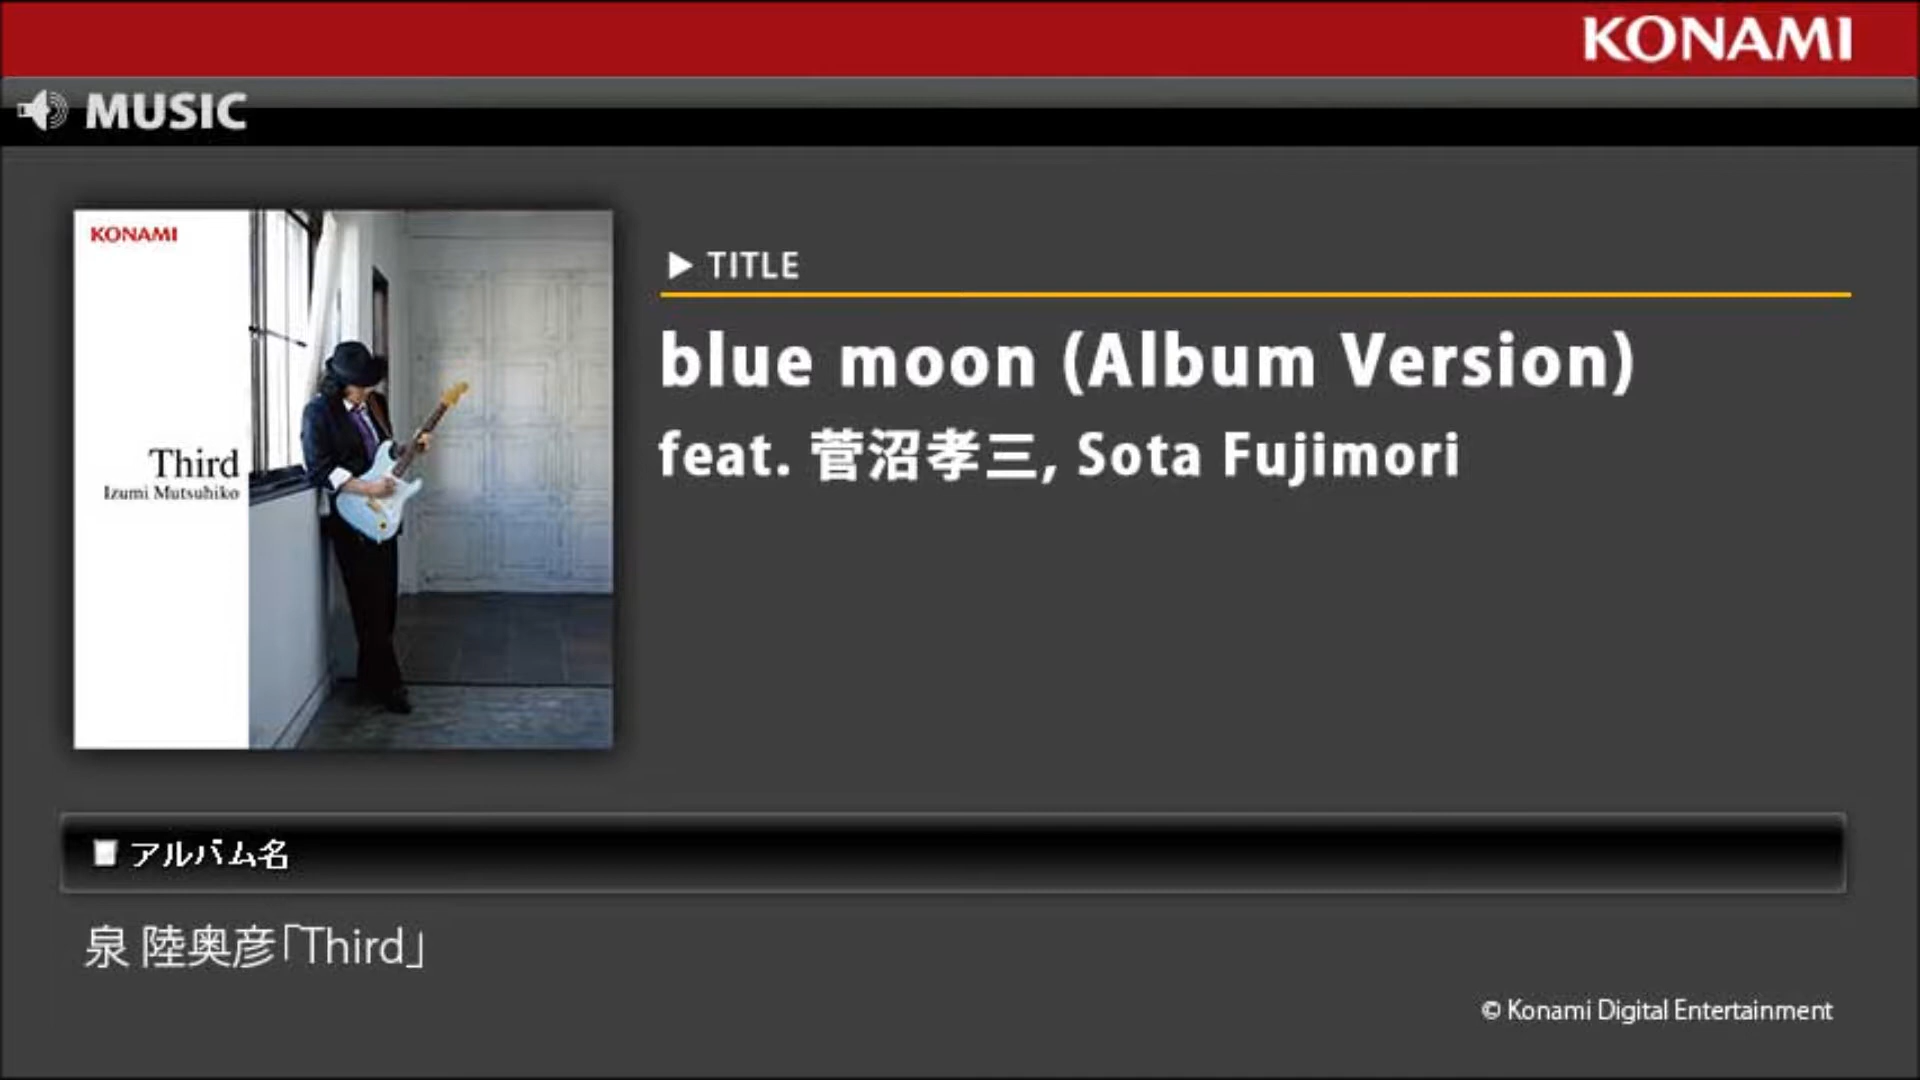 KONAMI
MUSIC
KONAMI
Third
Izumi Mutsuhiko
▶ TITLE
blue moon (Album Version)
feat. 菅沼孝三, Sota Fujimori
■ アルバム名
泉 陸奥彦「Third」
© Konami Digital Entertainment